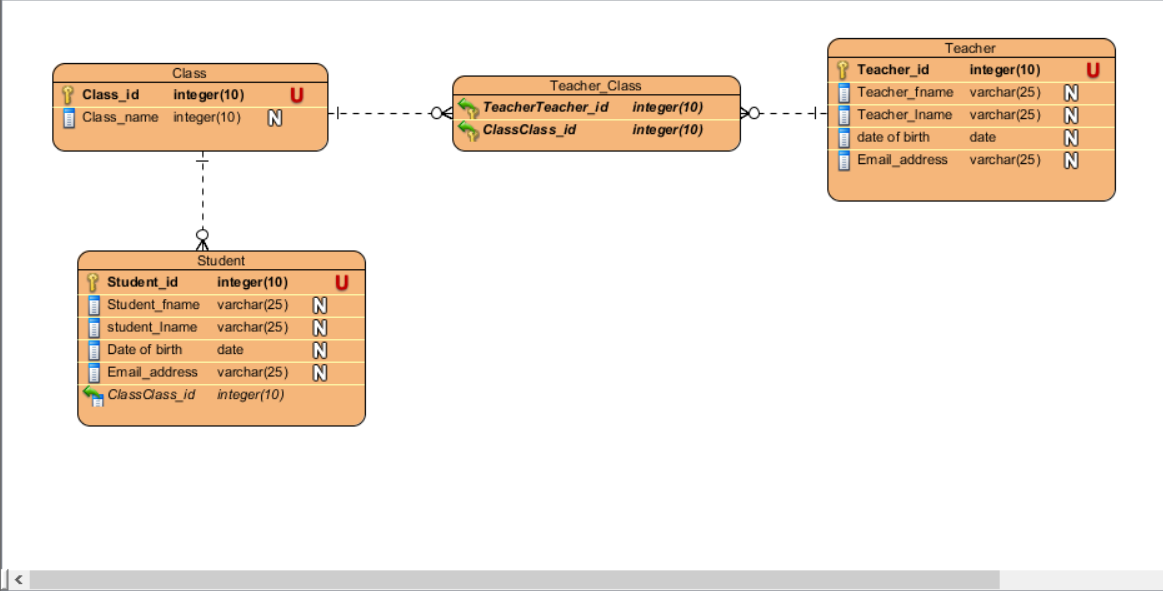 Class
Class_id integer(10) U
Class_name integer(10) N
Teacher_Class
TeacherTeacher_id integer(10)
ClassClass_id integer(10)
Teacher
Teacher_id integer(10) U
Teacher_fname varchar(25) N
Teacher_lname varchar(25) N
date of birth date N
Email_address varchar(25) N
Student
Student_id integer(10) U
Student_fname varchar(25) N
student_lname varchar(25) N
Date of birth date N
Email_address varchar(25) N
ClassClass_id integer(10)